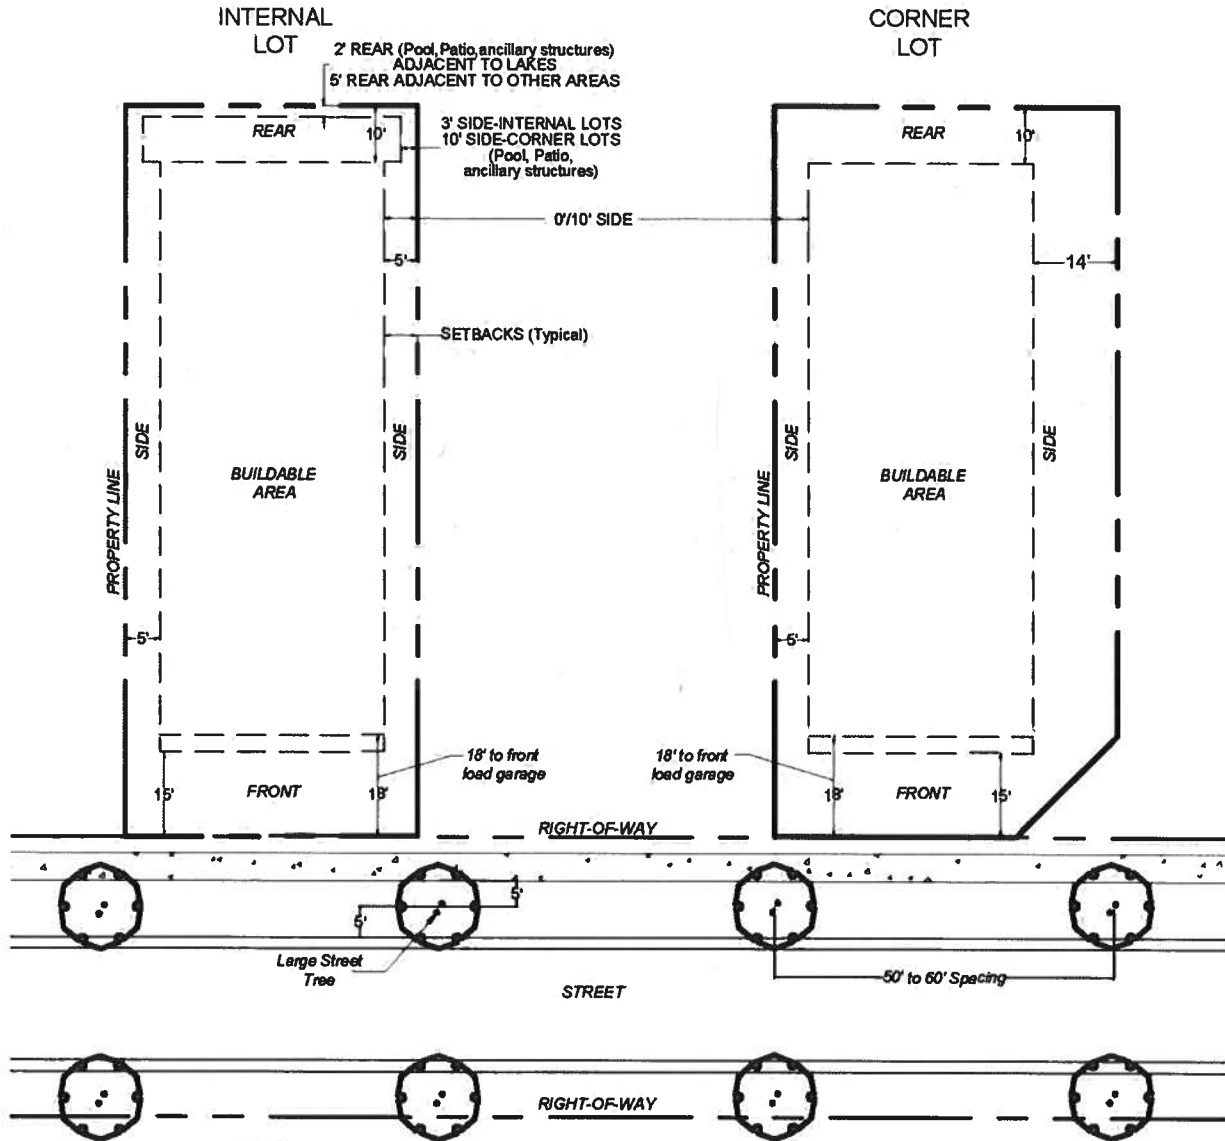 INTERNAL
LOT
CORNER
LOT
2' REAR (Pool, Patio,ancillary structures)
ADJACENT TO LAKES
5' REAR ADJACENT TO OTHER AREAS
REAR
10'
3' SIDE-INTERNAL LOTS
10' SIDE-CORNER LOTS
(Pool, Patio,
ancillary structures)
REAR
10'
0'/10' SIDE
5'
14'
SETBACKS (Typical)
PROPERTY LINE
SIDE
BUILDABLE
AREA
SIDE
PROPERTY LINE
SIDE
BUILDABLE
AREA
SIDE
5'
5'
18' to front
load garage
18' to front
load garage
15'
FRONT
18'
18'
FRONT
15'
RIGHT-OF-WAY
5'
5'
Large Street
Tree
50' to 60' Spacing
STREET
RIGHT-OF-WAY